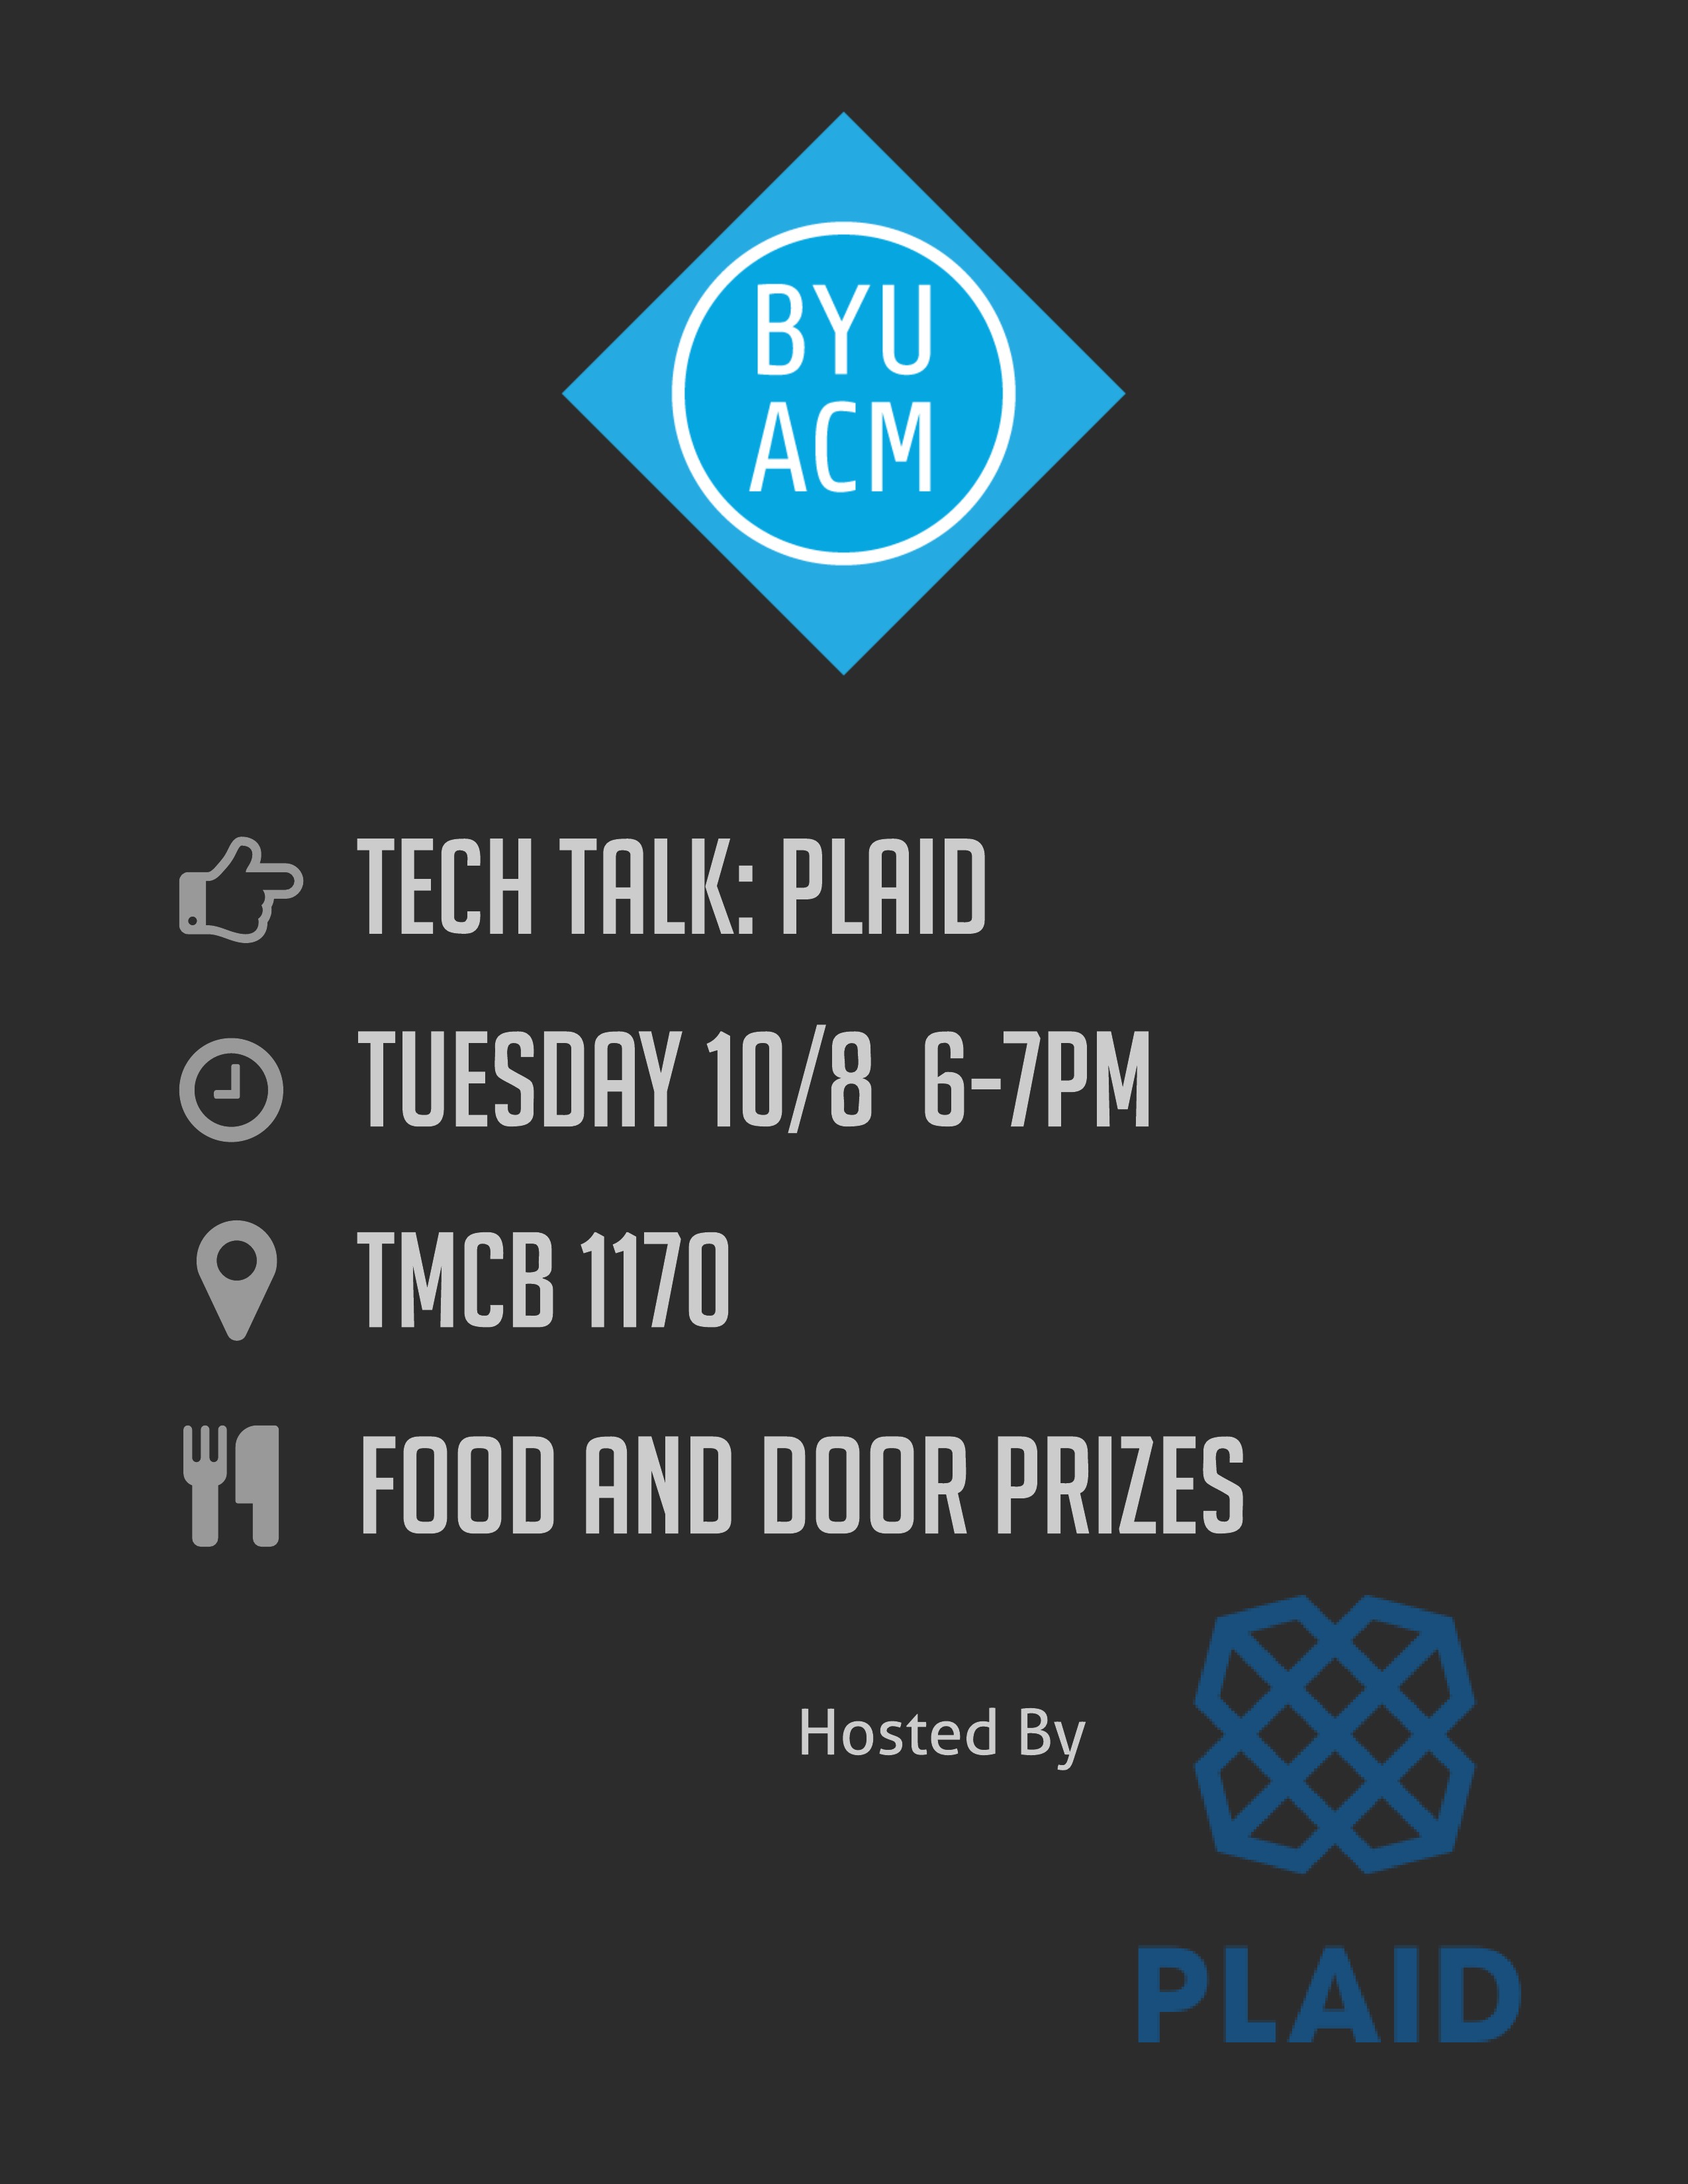 BYU
ACM
TECH TALK: PLAID
TUESDAY 10/8 6-7PM
TMCB 1170
FOOD AND DOOR PRIZES
Hosted By
PLAID